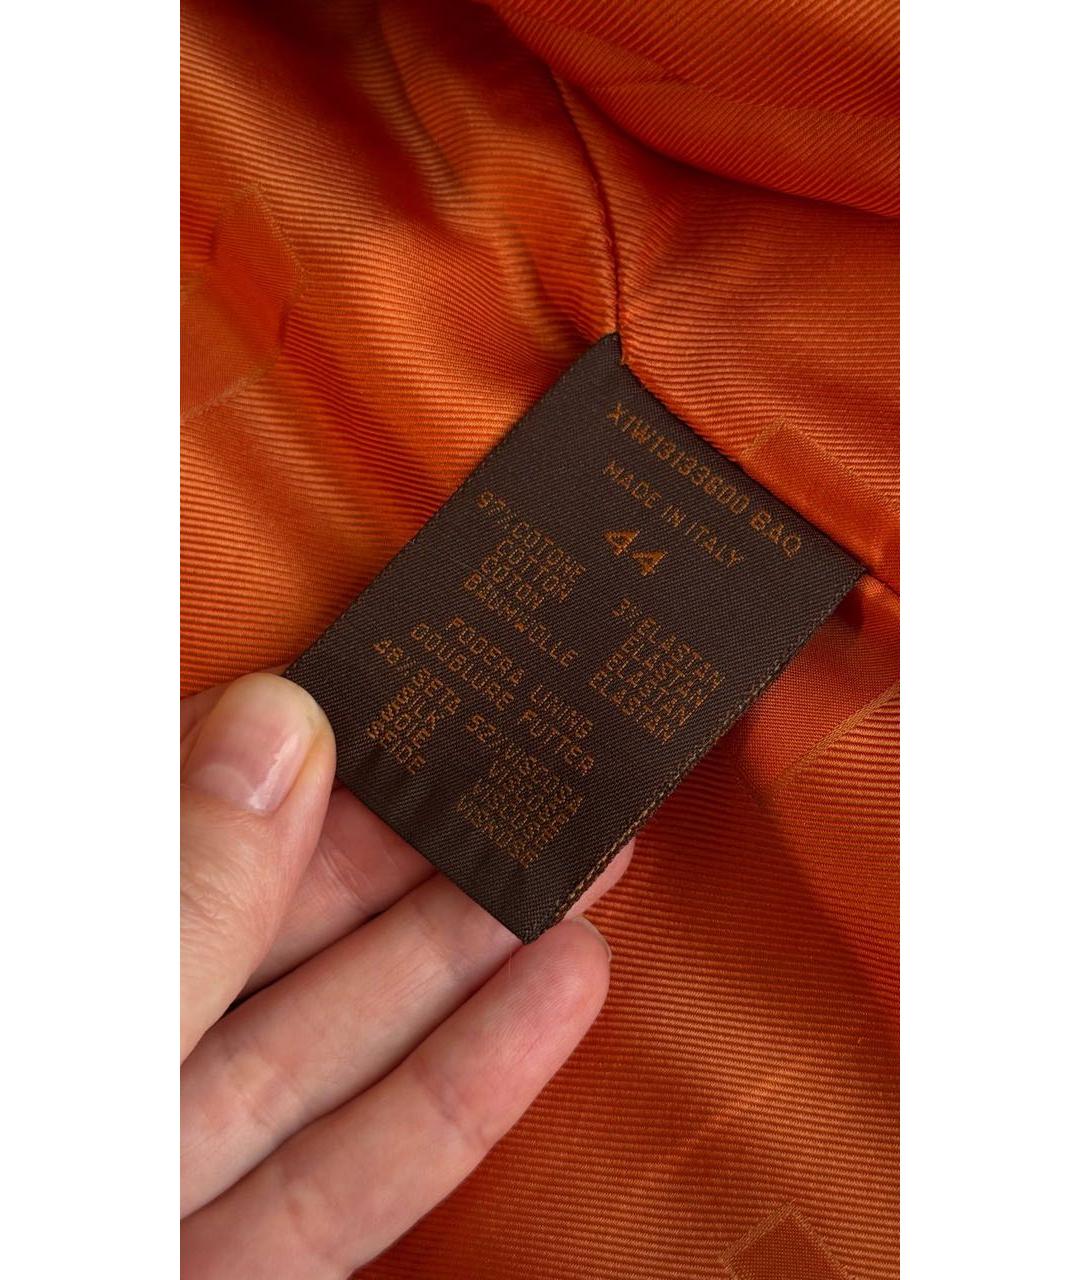 X1W13133600 BAQ
MADE IN ITALY
44
97% COTONE 3% ELASTAN
COTTON ELASTAN
COTON ELASTAN
BAUMWOLLE ELASTAN
FODERA LINING
DOUBLURE FUTTER
48% SETA 52% VISCOSA
SILK VISCOSE
SOIE VISCOSE
SEIDE VISKOSE